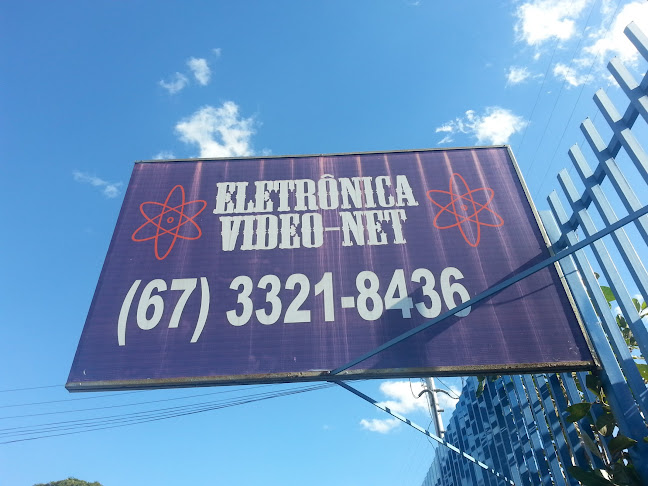 ELETRÔNICA
VIDEO-NET
(67) 3321-8436